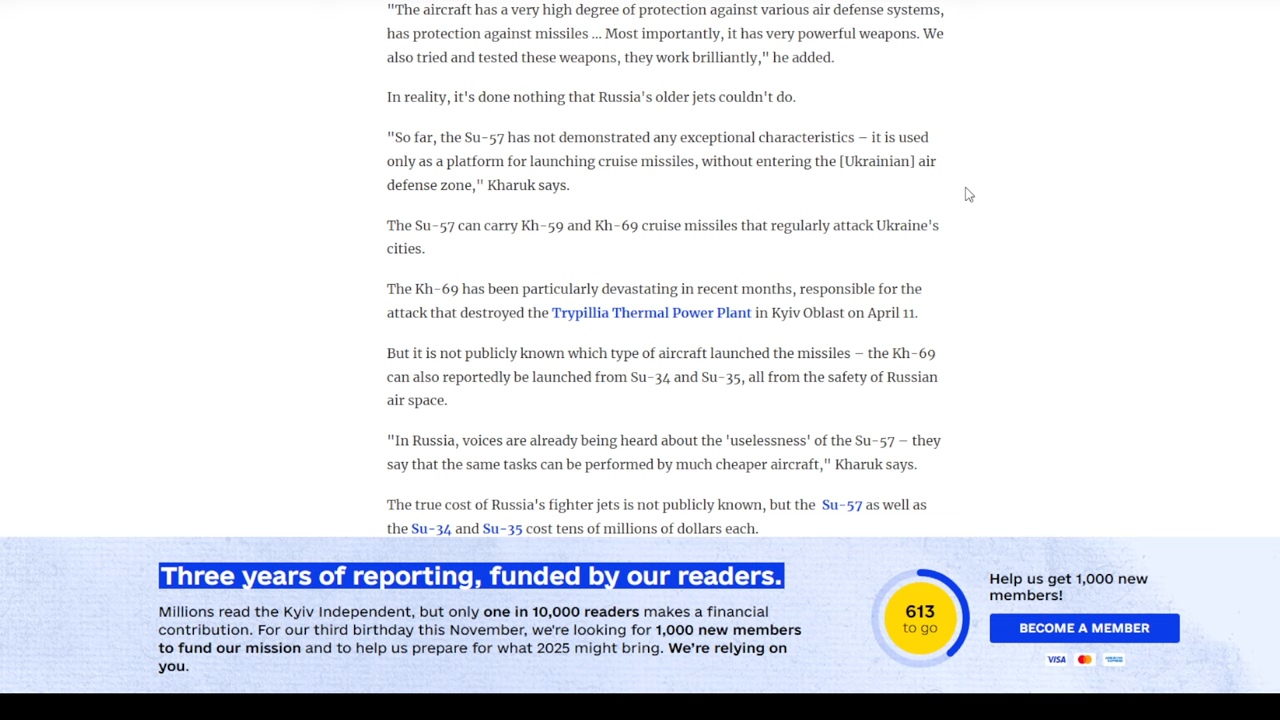 "The aircraft has a very high degree of protection against various air defense systems,
has protection against missiles ... Most importantly, it has very powerful weapons. We
also tried and tested these weapons, they work brilliantly," he added.
In reality, it's done nothing that Russia's older jets couldn't do.
"So far, the Su-57 has not demonstrated any exceptional characteristics – it is used
only as a platform for launching cruise missiles, without entering the [Ukrainian] air
defense zone," Kharuk says.
The Su-57 can carry Kh-59 and Kh-69 cruise missiles that regularly attack Ukraine's
cities.
The Kh-69 has been particularly devastating in recent months, responsible for the
attack that destroyed the Trypillia Thermal Power Plant in Kyiv Oblast on April 11.
But it is not publicly known which type of aircraft launched the missiles – the Kh-69
can also reportedly be launched from Su-34 and Su-35, all from the safety of Russian
air space.
"In Russia, voices are already being heard about the 'uselessness' of the Su-57 – they
say that the same tasks can be performed by much cheaper aircraft," Kharuk says.
The true cost of Russia's fighter jets is not publicly known, but the Su-57 as well as
the Su-34 and Su-35 cost tens of millions of dollars each.
Three years of reporting, funded by our readers.
Millions read the Kyiv Independent, but only one in 10,000 readers makes a financial
contribution. For our third birthday this November, we're looking for 1,000 new members
to fund our mission and to help us prepare for what 2025 might bring. We're relying on
you.
613
to go
Help us get 1,000 new
members!
BECOME A MEMBER
VISA